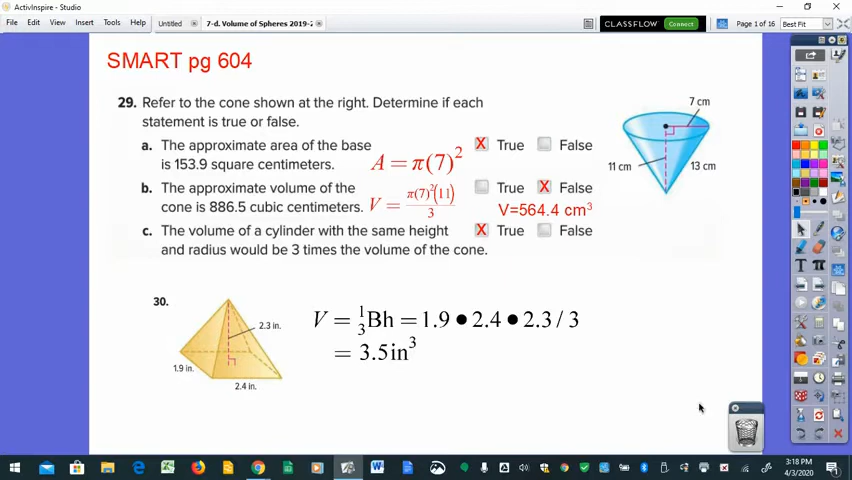 ActivInspire - Studio
File Edit View Insert Tools Help
Untitled
7-d. Volume of Spheres 2019-2
CLASSFLOW Connect
Page 1 of 16
Best Fit
SMART pg 604
29. Refer to the cone shown at the right. Determine if each
statement is true or false.
a. The approximate area of the base
is 153.9 square centimeters.
A = π(7)²
X True False
b. The approximate volume of the
cone is 886.5 cubic centimeters.
V = π(7)²(11)/3
True X False
V=564.4 cm³
c. The volume of a cylinder with the same height
and radius would be 3 times the volume of the cone.
X True False
7 cm
11 cm
13 cm
30.
2.3 in.
1.9 in.
2.4 in.
V = 1/3 Bh = 1.9 • 2.4 • 2.3 / 3
= 3.5in³
3:18 PM
4/3/2020